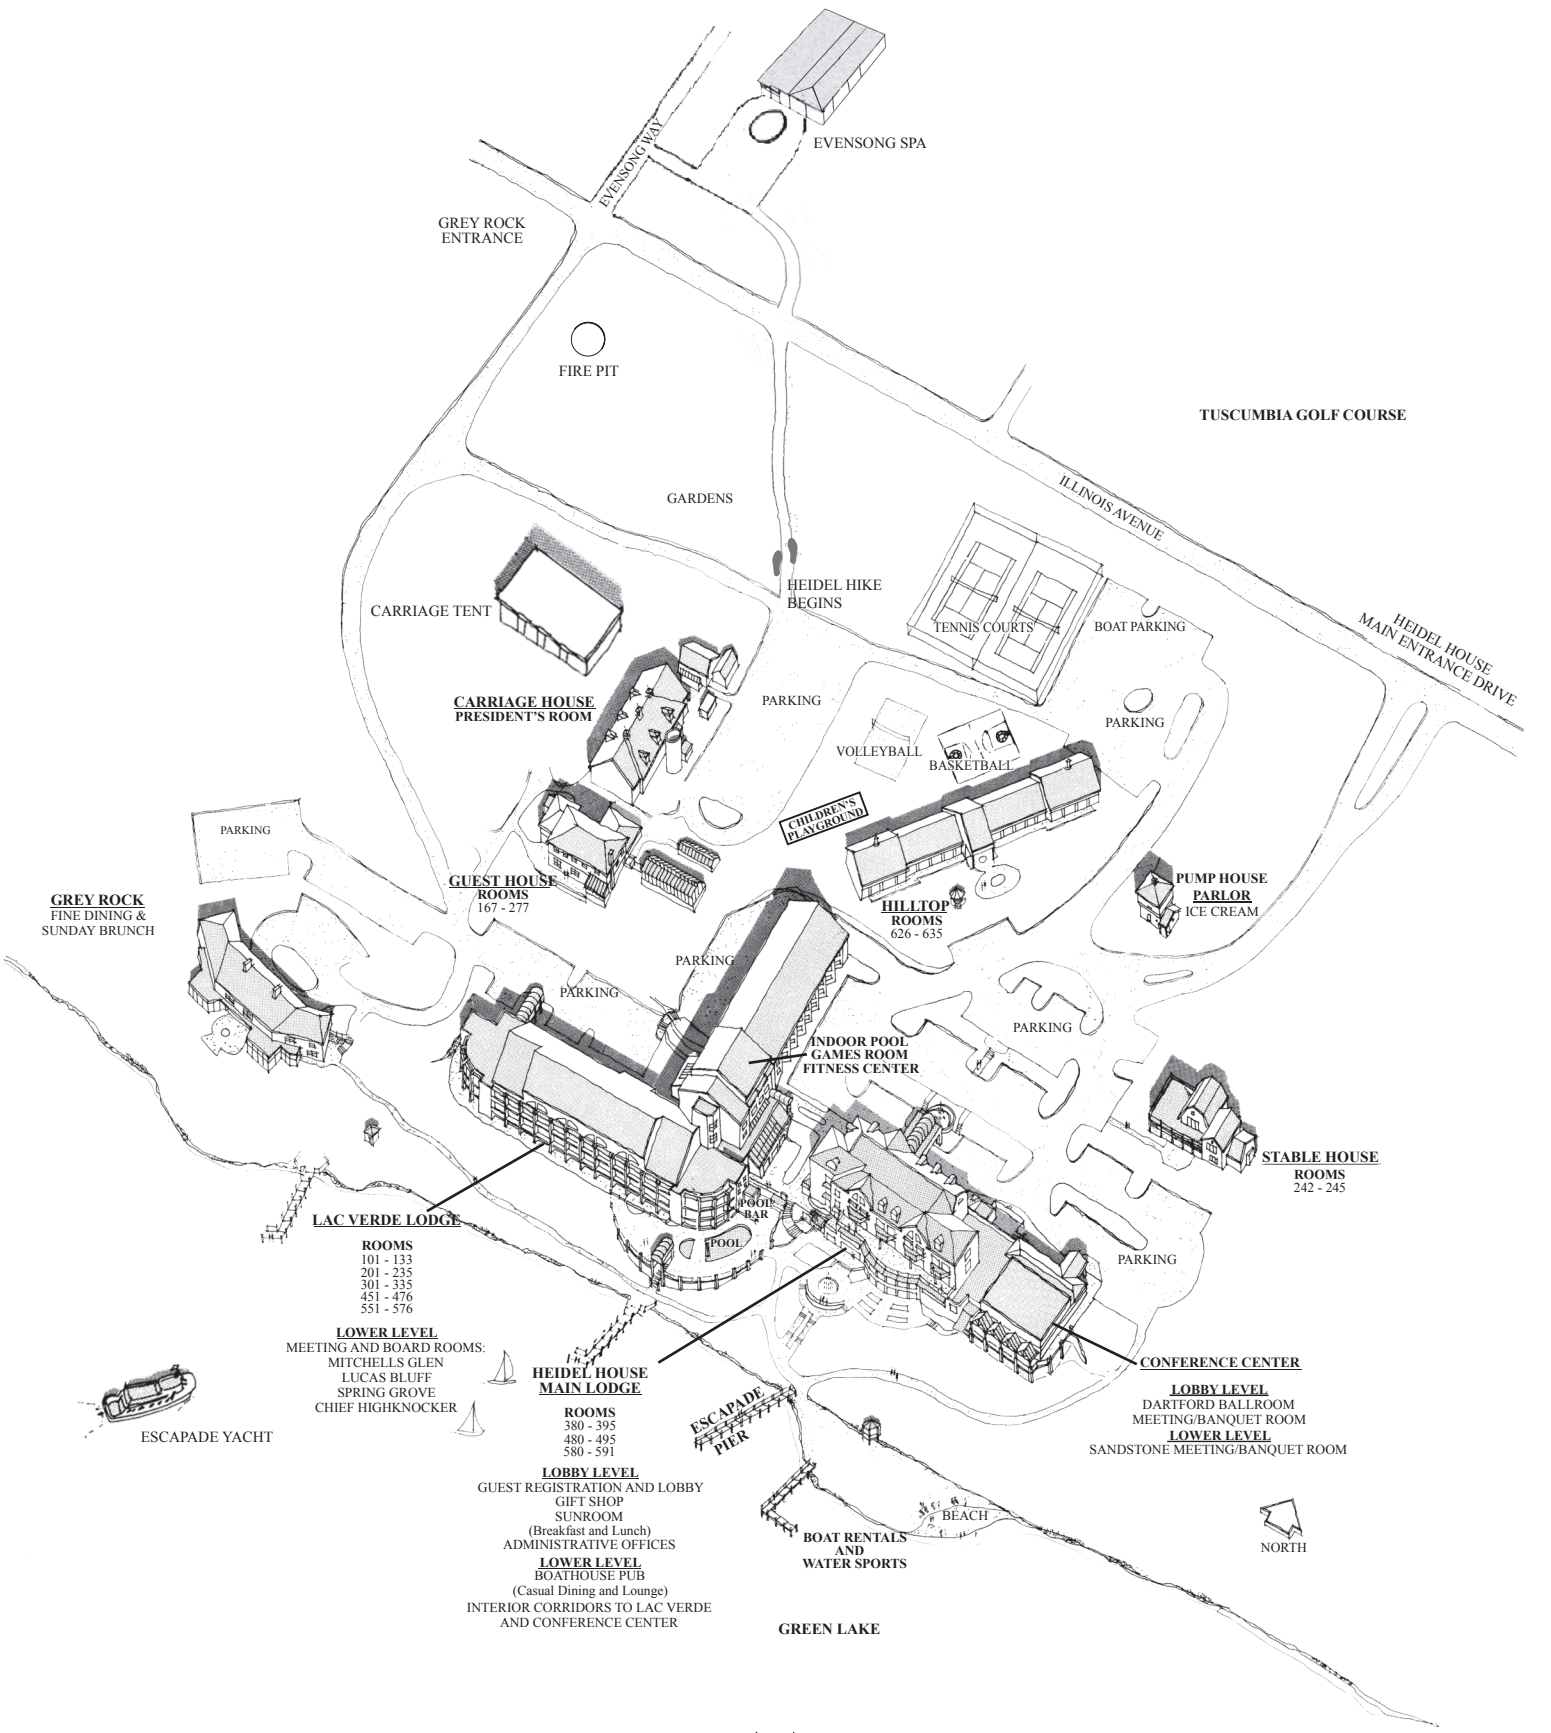 EVENSONG WAY
EVENSONG SPA
GREY ROCK
ENTRANCE
FIRE PIT
TUSCUMBIA GOLF COURSE
ILLINOIS AVENUE
GARDENS
HEIDEL HIKE
BEGINS
CARRIAGE TENT
TENNIS COURTS
BOAT PARKING
HEIDEL HOUSE
MAIN ENTRANCE DRIVE
CARRIAGE HOUSE
PRESIDENT'S ROOM
PARKING
PARKING
VOLLEYBALL
BASKETBALL
CHILDREN'S
PLAYGROUND
PARKING
GUEST HOUSE
ROOMS
167 - 277
HILLTOP
ROOMS
626 - 635
PUMP HOUSE
PARLOR
ICE CREAM
GREY ROCK
FINE DINING &
SUNDAY BRUNCH
PARKING
PARKING
PARKING
INDOOR POOL
GAMES ROOM
FITNESS CENTER
STABLE HOUSE
ROOMS
242 - 245
POOL
BAR
POOL
PARKING
LAC VERDE LODGE
ROOMS
101 - 133
201 - 235
301 - 335
451 - 476
551 - 576
LOWER LEVEL
MEETING AND BOARD ROOMS:
MITCHELLS GLEN
LUCAS BLUFF
SPRING GROVE
CHIEF HIGHKNOCKER
ESCAPADE YACHT
HEIDEL HOUSE
MAIN LODGE
ROOMS
380 - 395
480 - 495
580 - 591
LOBBY LEVEL
GUEST REGISTRATION AND LOBBY
GIFT SHOP
SUNROOM
(Breakfast and Lunch)
ADMINISTRATIVE OFFICES
LOWER LEVEL
BOATHOUSE PUB
(Casual Dining and Lounge)
INTERIOR CORRIDORS TO LAC VERDE
AND CONFERENCE CENTER
ESCAPADE
PIER
CONFERENCE CENTER
LOBBY LEVEL
DARTFORD BALLROOM
MEETING/BANQUET ROOM
LOWER LEVEL
SANDSTONE MEETING/BANQUET ROOM
BEACH
BOAT RENTALS
AND
WATER SPORTS
NORTH
GREEN LAKE